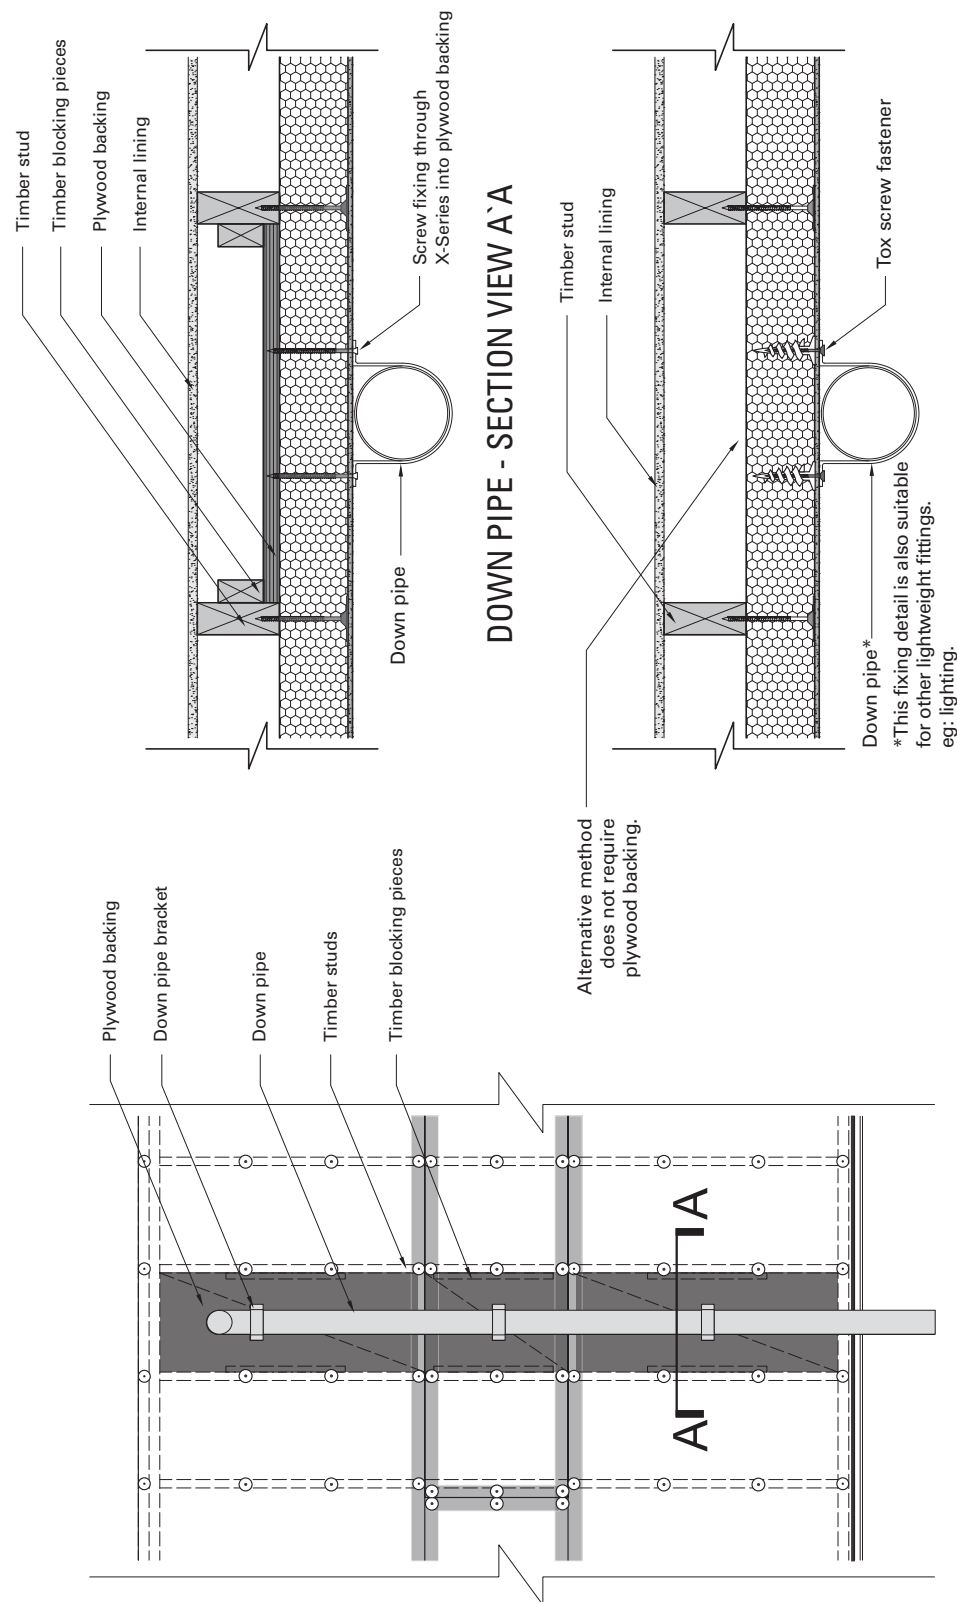 Plywood backing
Down pipe bracket
Down pipe
Timber studs
Timber blocking pieces
A
A
Timber stud
Timber blocking pieces
Plywood backing
Internal lining
Down pipe
Screw fixing through
X-Series into plywood backing
DOWN PIPE - SECTION VIEW A`A
Timber stud
Internal lining
Alternative method
does not require
plywood backing.
Tox screw fastener
Down pipe*
*This fixing detail is also suitable
for other lightweight fittings.
eg: lighting.